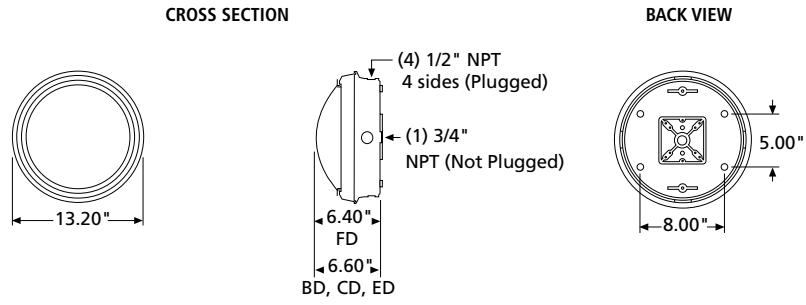 CROSS SECTION
BACK VIEW
(4) 1/2" NPT
4 sides (Plugged)
(1) 3/4"
NPT (Not Plugged)
5.00"
13.20"
6.40"
FD
8.00"
6.60"
BD, CD, ED